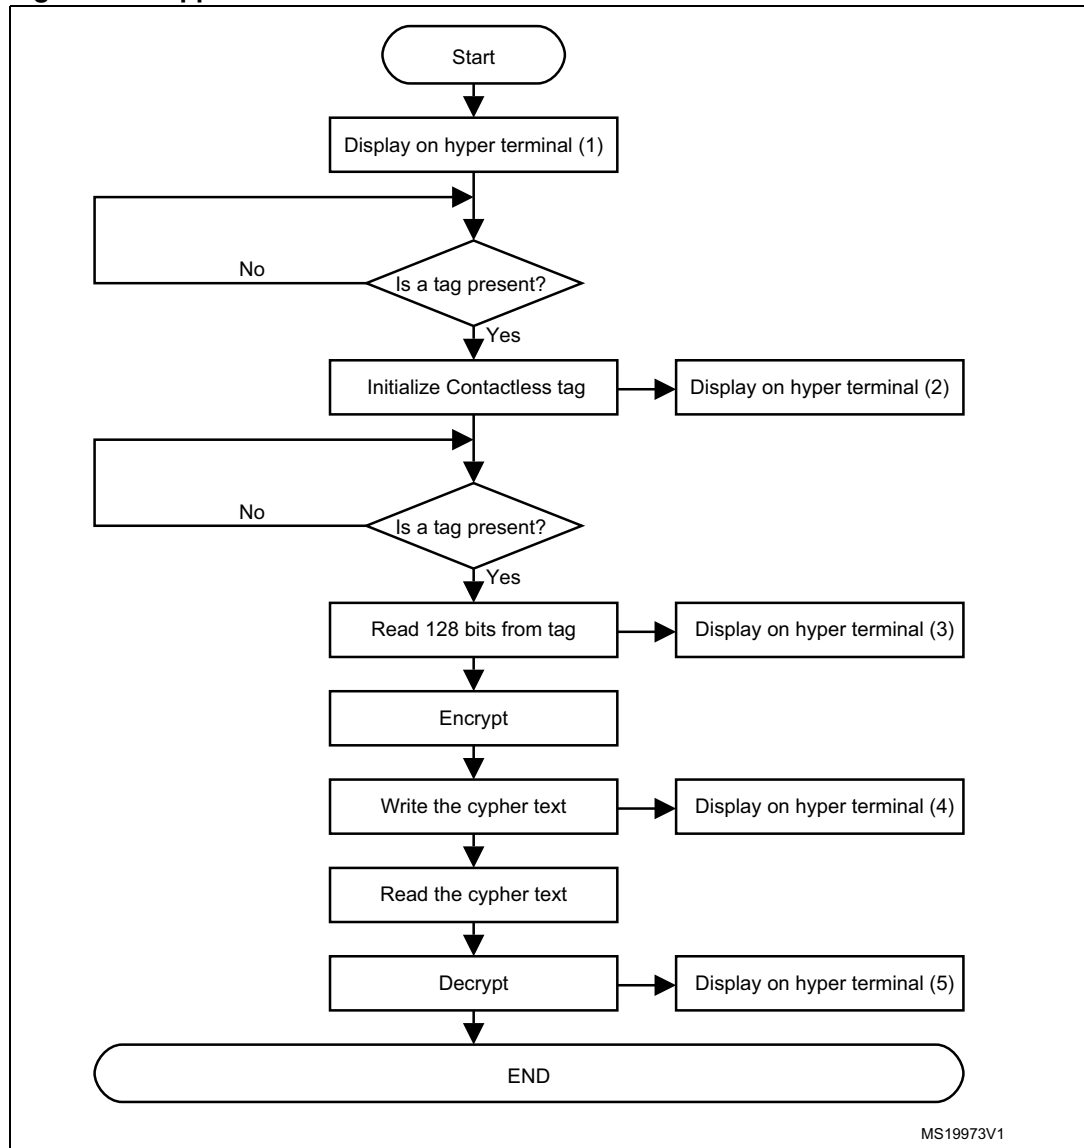 Start
Display on hyper terminal (1)
No
Is a tag present?
Yes
Initialize Contactless tag
Display on hyper terminal (2)
No
Is a tag present?
Yes
Read 128 bits from tag
Display on hyper terminal (3)
Encrypt
Write the cypher text
Display on hyper terminal (4)
Read the cypher text
Decrypt
Display on hyper terminal (5)
END
MS19973V1